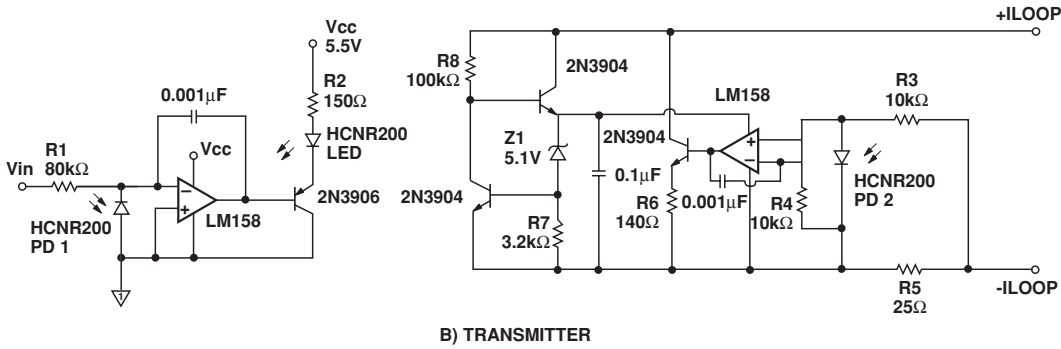 Vcc
5.5V
R2
150Ω
HCNR200
LED
0.001µF
R1
80kΩ
Vin
Vcc
−
+
LM158
2N3906
HCNR200
PD 1
1
+ILOOP
R8
100kΩ
2N3904
LM158
R3
10kΩ
Z1
5.1V
2N3904
+
−
HCNR200
PD 2
2N3904
0.1µF
R6
140Ω
0.001µF
R4
10kΩ
R7
3.2kΩ
-ILOOP
R5
25Ω
B) TRANSMITTER